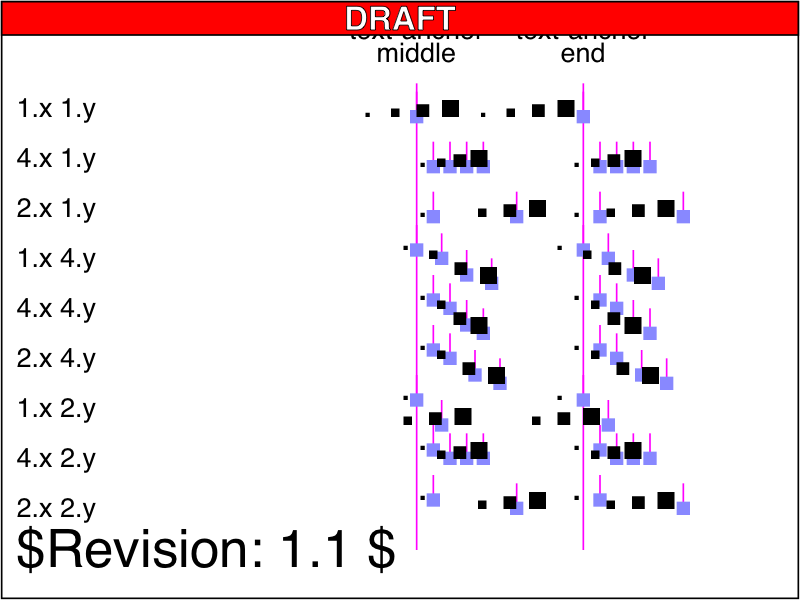 DRAFT
text-anchor text-anchor
middle end
1.x 1.y
4.x 1.y
2.x 1.y
1.x 4.y
4.x 4.y
2.x 4.y
1.x 2.y
4.x 2.y
2.x 2.y
$Revision: 1.1 $